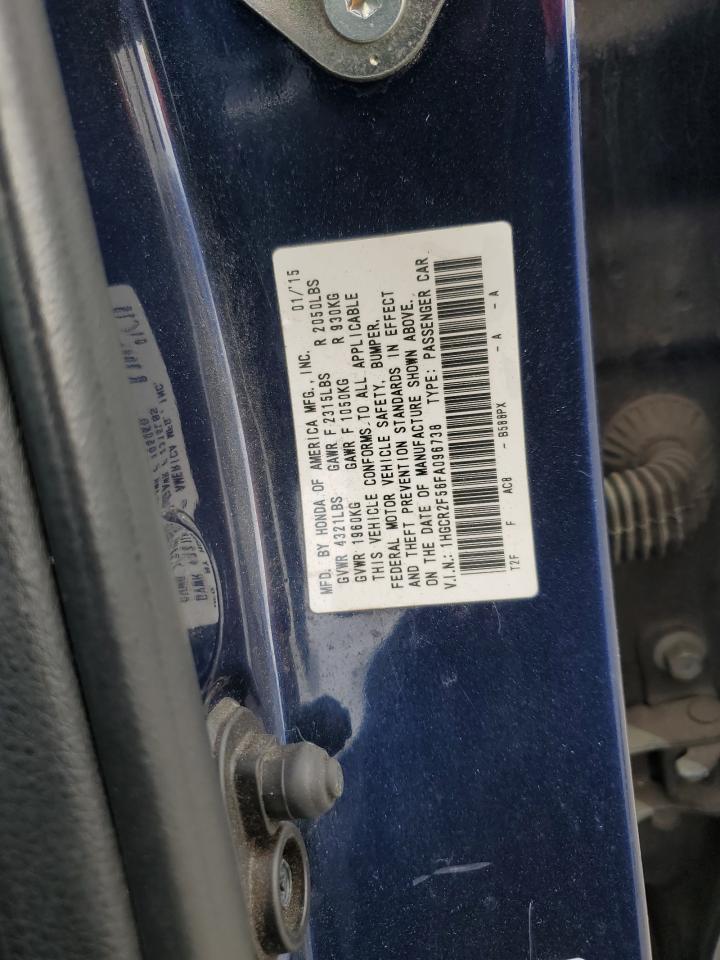 MFD. BY HONDA OF AMERICA MFG., INC. 01/'15
GVWR 4321LBS GAWR F 2315LBS R 2050LBS
GVWR 1960KG GAWR F 1050KG R 930KG
THIS VEHICLE CONFORMS TO ALL APPLICABLE
FEDERAL MOTOR VEHICLE SAFETY, BUMPER,
AND THEFT PREVENTION STANDARDS IN EFFECT
ON THE DATE OF MANUFACTURE SHOWN ABOVE.
V.I.N.: 1HGCR2F56FA096738 TYPE: PASSENGER CAR
T2F F AC8 - B588PX - A - A